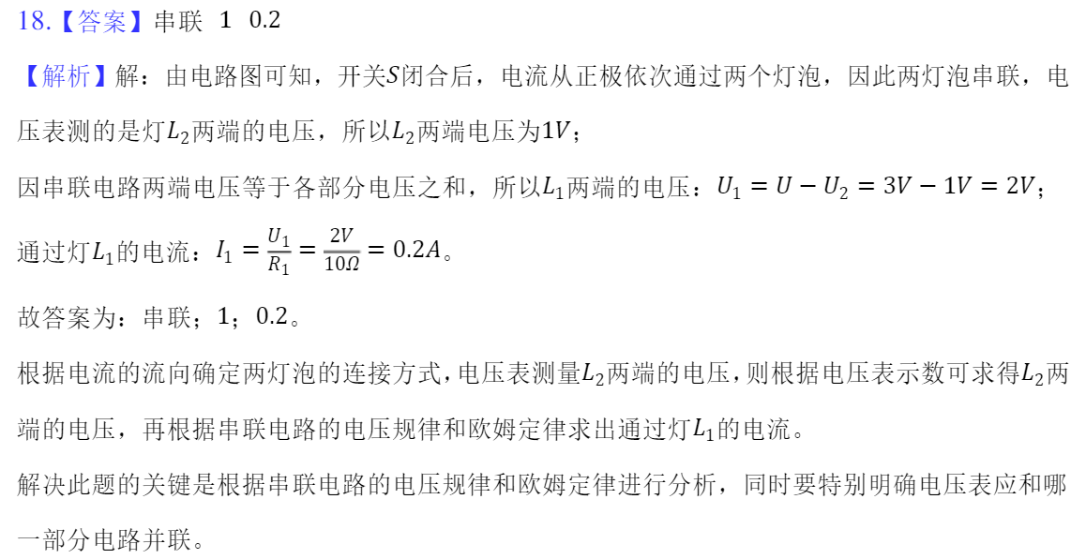 18.【答案】串联 1 0.2
【解析】解：由电路图可知，开关S闭合后，电流从正极依次通过两个灯泡，因此两灯泡串联，电
压表测的是灯L₂两端的电压，所以L₂两端电压为1V；
因串联电路两端电压等于各部分电压之和，所以L₁两端的电压：U₁ = U − U₂ = 3V − 1V = 2V；
通过灯L₁的电流：I₁ = U₁/R₁ = 2V/10Ω = 0.2A。
故答案为：串联；1；0.2。
根据电流的流向确定两灯泡的连接方式，电压表测量L₂两端的电压，则根据电压表示数可求得L₂两
端的电压，再根据串联电路的电压规律和欧姆定律求出通过灯L₁的电流。
解决此题的关键是根据串联电路的电压规律和欧姆定律进行分析，同时要特别明确电压表应和哪
一部分电路并联。